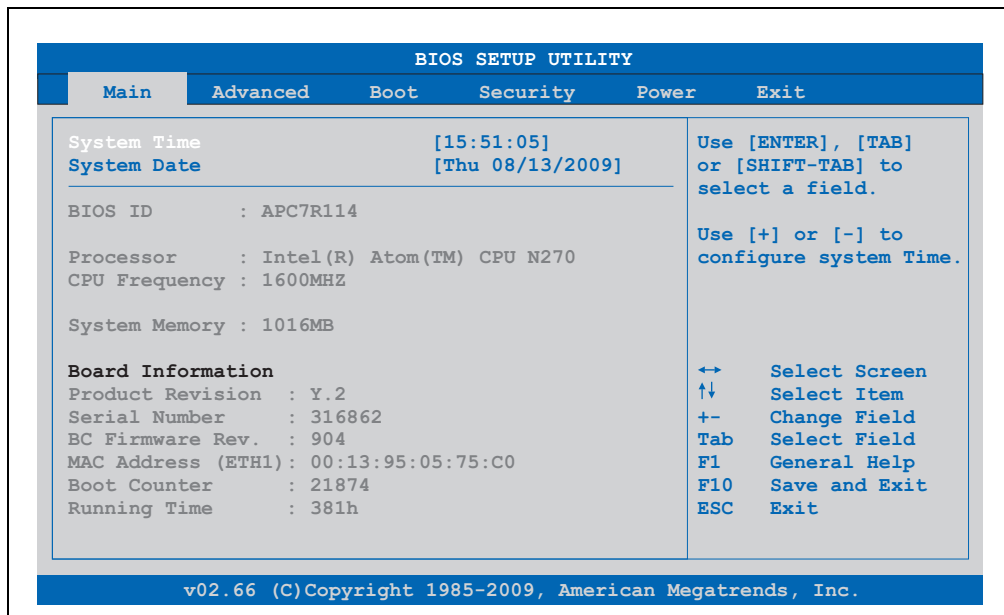 BIOS SETUP UTILITY
Main Advanced Boot Security Power Exit
System Time [15:51:05]
System Date [Thu 08/13/2009]
BIOS ID : APC7R114
Processor : Intel(R) Atom(TM) CPU N270
CPU Frequency : 1600MHZ
System Memory : 1016MB
Board Information
Product Revision : Y.2
Serial Number : 316862
BC Firmware Rev. : 904
MAC Address (ETH1): 00:13:95:05:75:C0
Boot Counter : 21874
Running Time : 381h
Use [ENTER], [TAB]
or [SHIFT-TAB] to
select a field.
Use [+] or [-] to
configure system Time.
↔ Select Screen
↑↓ Select Item
+- Change Field
Tab Select Field
F1 General Help
F10 Save and Exit
ESC Exit
v02.66 (C)Copyright 1985-2009, American Megatrends, Inc.